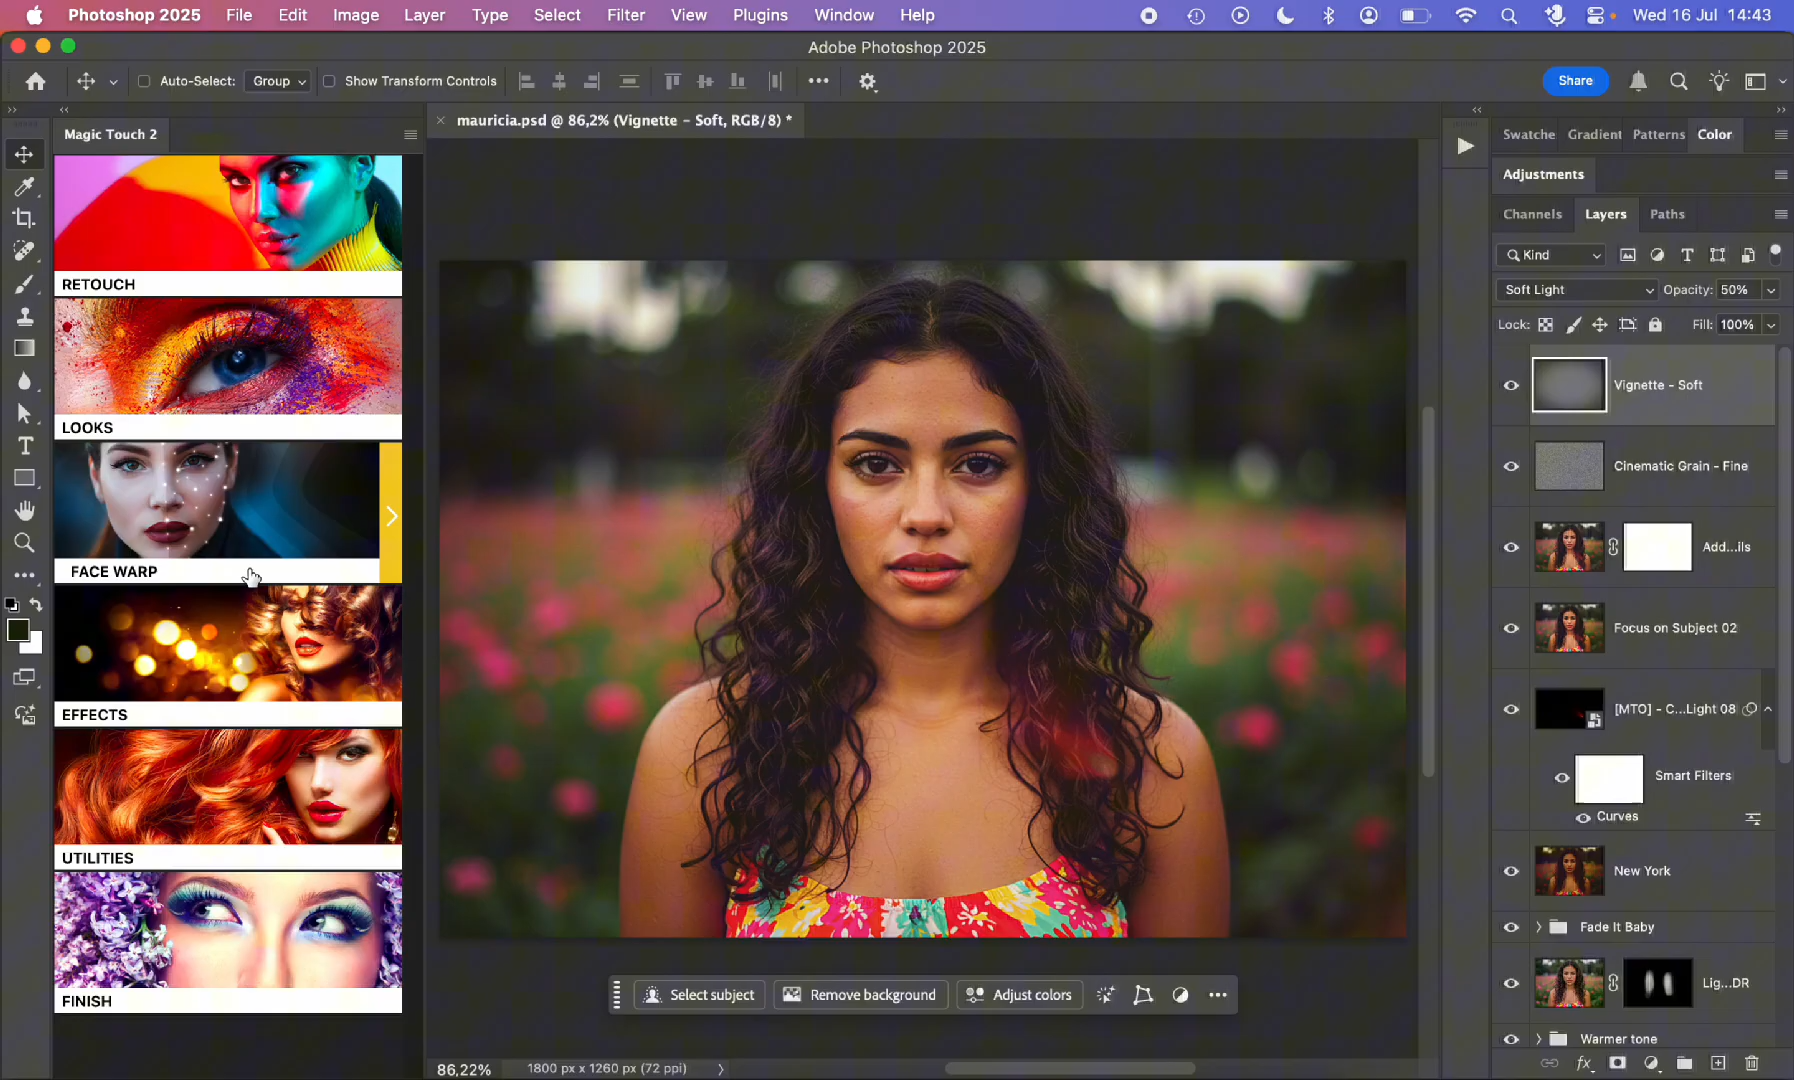 Photoshop 2025 File Edit Image Layer Type Select Filter View Plugins Window Help Wed 16 Jul 14:43
Adobe Photoshop 2025
Auto-Select: Group Show Transform Controls Share
Magic Touch 2
RETOUCH
LOOKS
FACE WARP
EFFECTS
UTILITIES
FINISH
mauricia.psd @ 86,2% (Vignette – Soft, RGB/8) *
Select subject Remove background Adjust colors
86,22% 1800 px x 1260 px (72 ppi)
Swatche Gradient Patterns Color
Adjustments
Channels Layers Paths
Kind
Soft Light Opacity: 50%
Lock: Fill: 100%
Vignette - Soft
Cinematic Grain - Fine
Add...ils
Focus on Subject 02
[MTO] - C...Light 08
Smart Filters
Curves
New York
Fade It Baby
Lig...DR
Warmer tone
fx